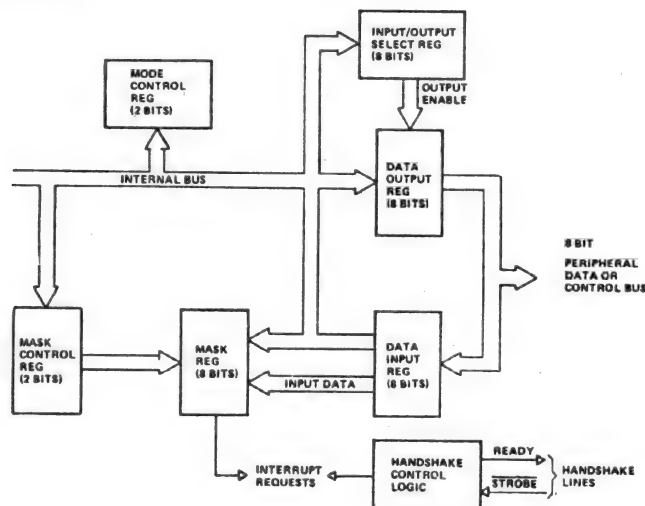 INPUT/OUTPUT
SELECT REG
(8 BITS)
MODE
CONTROL
REG
(2 BITS)
OUTPUT
ENABLE
DATA
OUTPUT
REG
(8 BITS)
INTERNAL BUS
8 BIT
PERIPHERAL
DATA OR
CONTROL BUS
MASK
CONTROL
REG
(2 BITS)
MASK
REG
(8 BITS)
DATA
INPUT
REG
(8 BITS)
INPUT DATA
INTERRUPT
REQUESTS
HANDSHAKE
CONTROL
LOGIC
READY
STROBE
HANDSHAKE
LINES